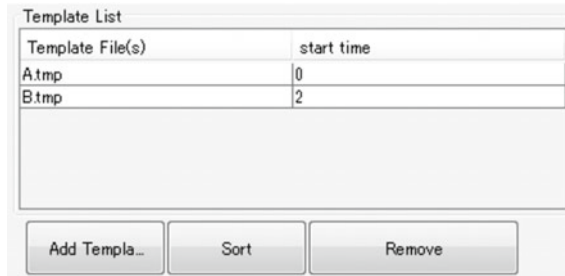 Template List
Template File(s) start time
A.tmp 0
B.tmp 2
Add Templa... Sort Remove